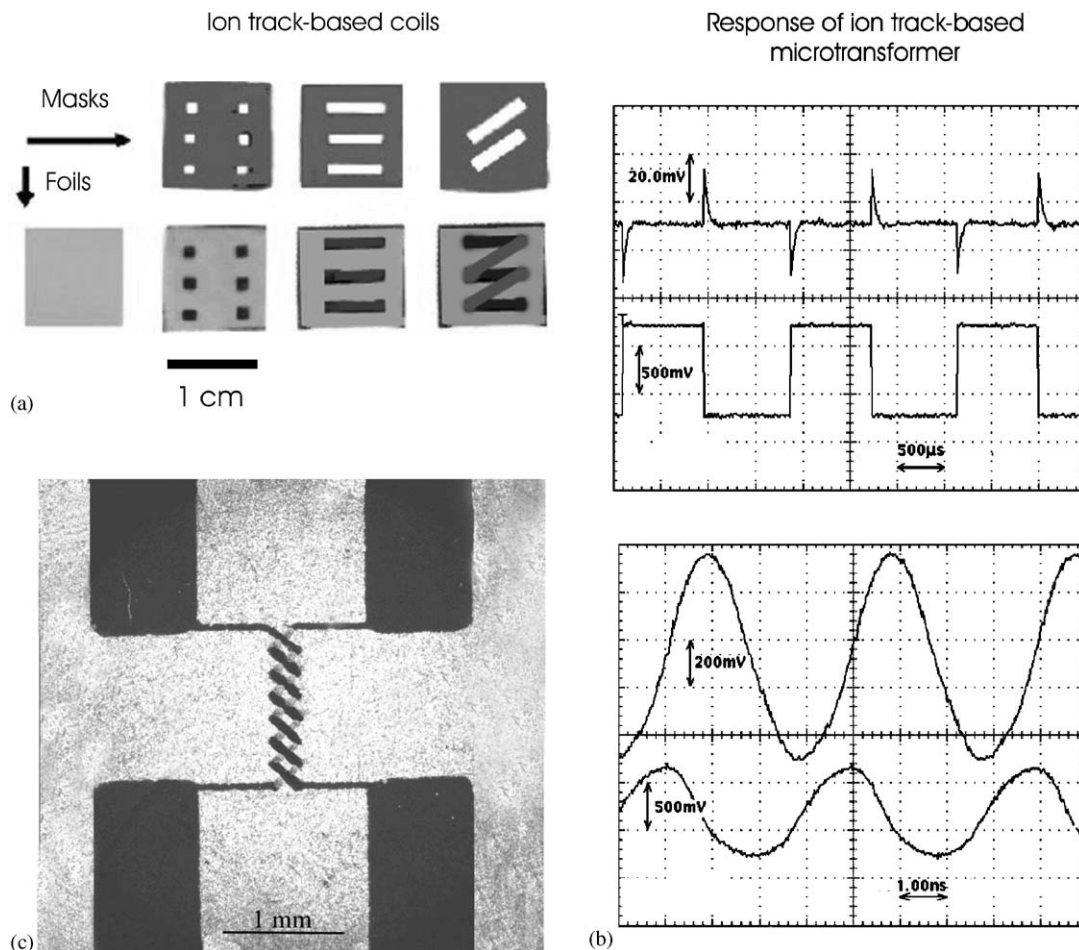 Ion track-based coils
Response of ion track-based
microtransformer
Masks
Foils
1 cm
(a)
20.0mV
500mV
500µs
200mV
500mV
1.00ns
(b)
1 mm
(c)